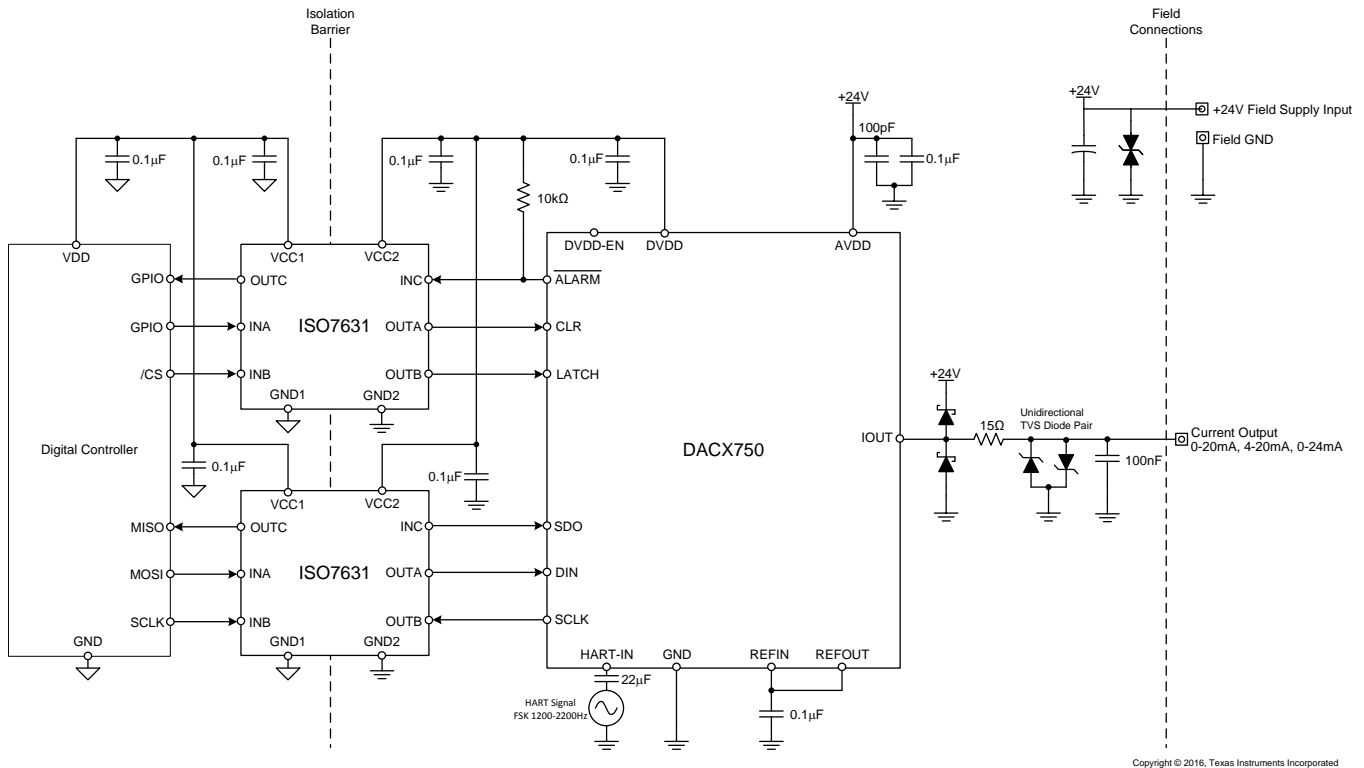 Isolation
Barrier
Field
Connections
+24V
+24V
+24V Field Supply Input
Field GND
100pF
0.1μF
0.1μF
0.1μF
0.1μF
0.1μF
10kΩ
VDD
VCC1
VCC2
DVDD-EN
DVDD
AVDD
GPIO
OUTC
INC
ALARM
GPIO
INA
ISO7631
OUTA
CLR
/CS
INB
OUTB
LATCH
GND1
GND2
+24V
Digital Controller
DACX750
IOUT
15Ω
Unidirectional
TVS Diode Pair
100nF
Current Output
0-20mA, 4-20mA, 0-24mA
0.1μF
0.1μF
VCC1
VCC2
MISO
OUTC
INC
SDO
MOSI
INA
ISO7631
OUTA
DIN
SCLK
INB
OUTB
SCLK
GND
GND1
GND2
HART-IN
GND
REFIN
REFOUT
22μF
HART Signal
FSK 1200-2200Hz
0.1μF
Copyright © 2016, Texas Instruments Incorporated